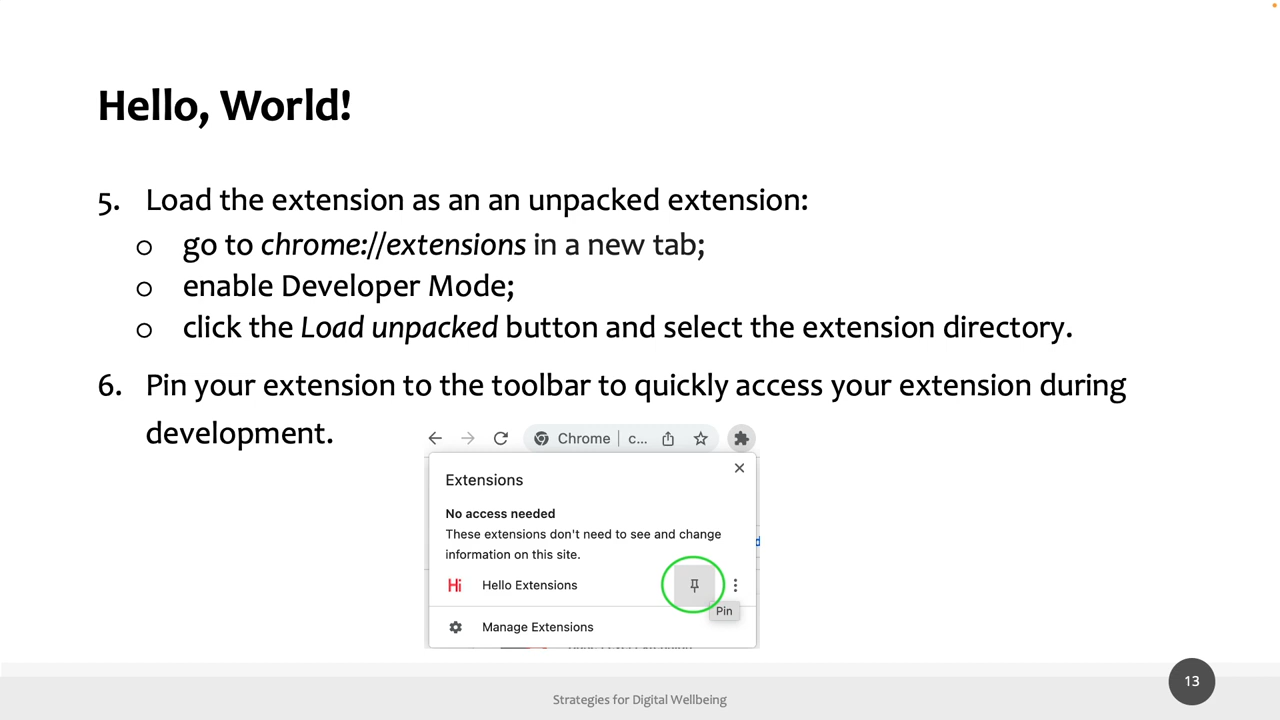 Hello, World!
5. Load the extension as an an unpacked extension:
o go to chrome://extensions in a new tab;
o enable Developer Mode;
o click the Load unpacked button and select the extension directory.
6. Pin your extension to the toolbar to quickly access your extension during
development.
Chrome | c...
Extensions
No access needed
These extensions don't need to see and change
information on this site.
Hi Hello Extensions
Pin
Manage Extensions
Strategies for Digital Wellbeing
13